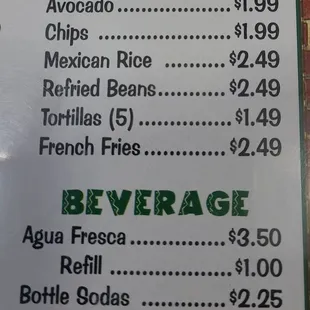 Avocado ................ $1.99
Chips ................ $1.99
Mexican Rice ......... $2.49
Refried Beans........... $2.49
Tortillas (5) .............. $1.49
French Fries............. $2.49
BEVERAGE
Agua Fresca ............... $3.50
Refill ................... $1.00
Bottle Sodas ............. $2.25